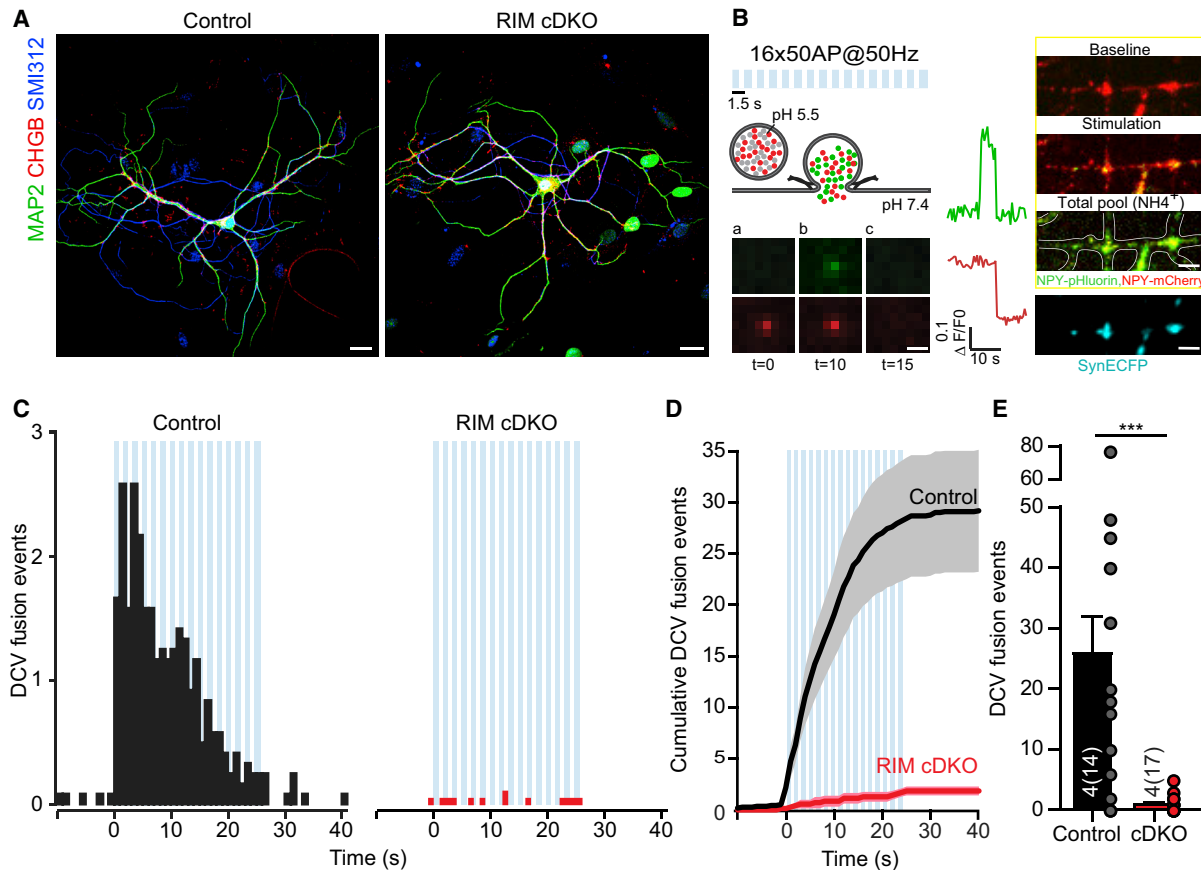 A
Control
RIM cDKO
MAP2 CHGB SMI312
B
16x50AP@50Hz
1.5 s
pH 5.5
pH 7.4
a
b
c
t=0
t=10
t=15
0.1
Δ F/F0
10 s
Baseline
Stimulation
Total pool (NH4⁺)
NPY-pHluorin,NPY-mCherry
SynECFP
C
Control
RIM cDKO
DCV fusion events
3
2
1
0
0 10 20 30 40
0 10 20 30 40
Time (s)
D
Cumulative DCV fusion events
35
30
25
20
15
10
5
0
Control
RIM cDKO
0 10 20 30 40
Time (s)
E
***
DCV fusion events
80
60
50
40
30
20
10
0
4(14)
4(17)
Control cDKO